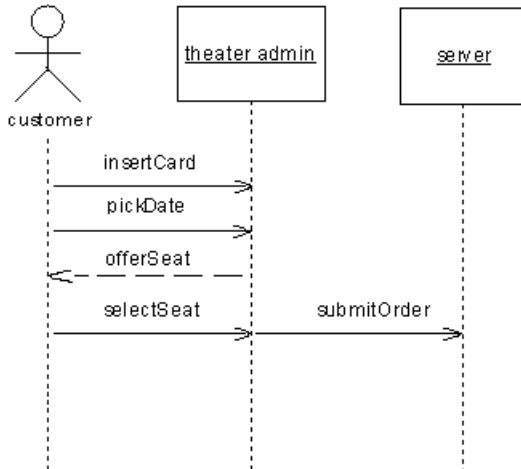 theater admin
server
customer
insertCard
pickDate
offerSeat
selectSeat
submitOrder